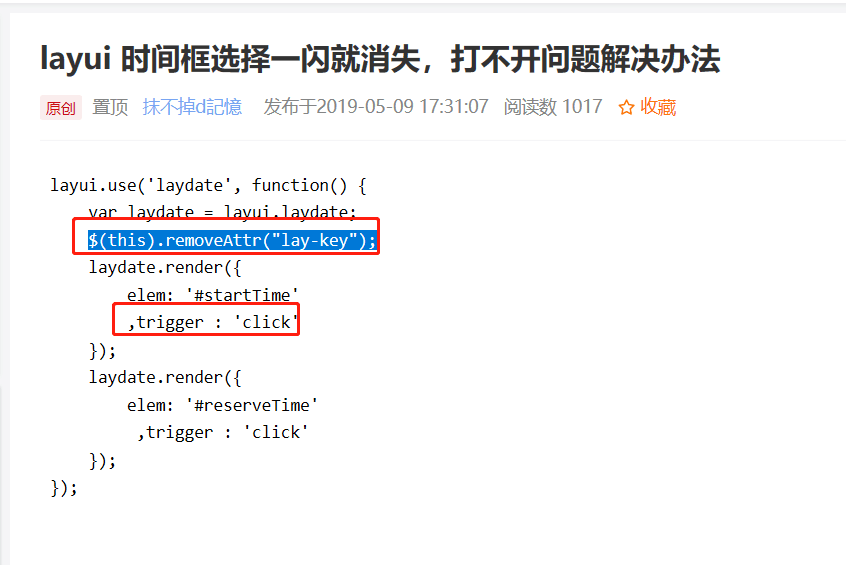 layui 时间框选择一闪就消失，打不开问题解决办法
原创 置顶 抹不掉d記憶 发布于2019-05-09 17:31:07 阅读数 1017 收藏
layui.use('laydate', function() {
var laydate = layui.laydate;
$(this).removeAttr("lay-key");
laydate.render({
elem: '#startTime'
,trigger : 'click'
});
laydate.render({
elem: '#reserveTime'
,trigger : 'click'
});
});